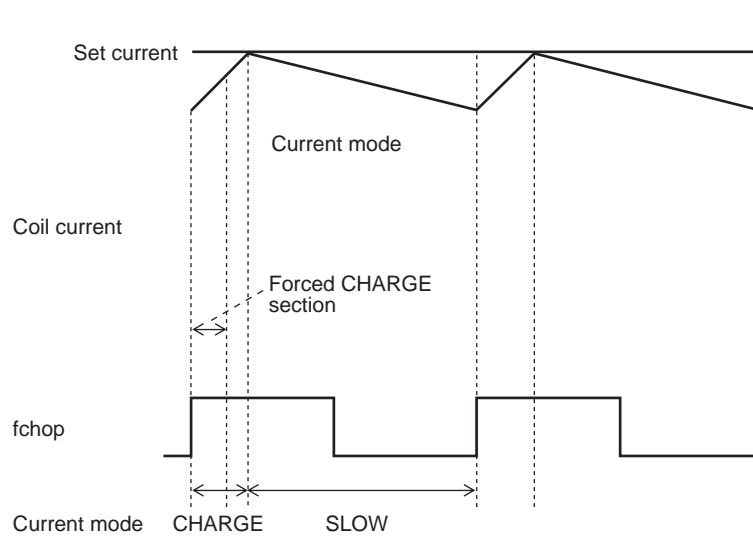 Set current
Current mode
Coil current
Forced CHARGE
section
fchop
Current mode CHARGE SLOW